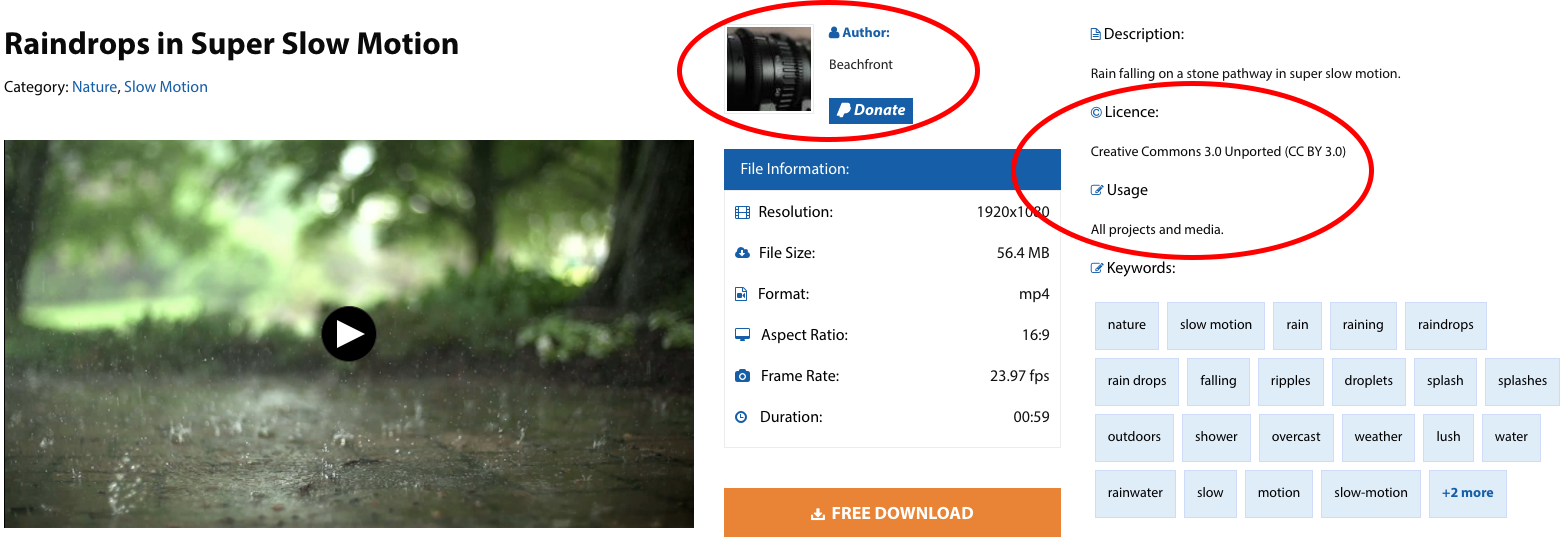 Raindrops in Super Slow Motion
Category: Nature, Slow Motion
Author:
Beachfront
Donate
File Information:
Resolution: 1920x1080
File Size: 56.4 MB
Format: mp4
Aspect Ratio: 16:9
Frame Rate: 23.97 fps
Duration: 00:59
FREE DOWNLOAD
Description:
Rain falling on a stone pathway in super slow motion.
© Licence:
Creative Commons 3.0 Unported (CC BY 3.0)
Usage
All projects and media.
Keywords:
nature slow motion rain raining raindrops
rain drops falling ripples droplets splash splashes
outdoors shower overcast weather lush water
rainwater slow motion slow-motion +2 more